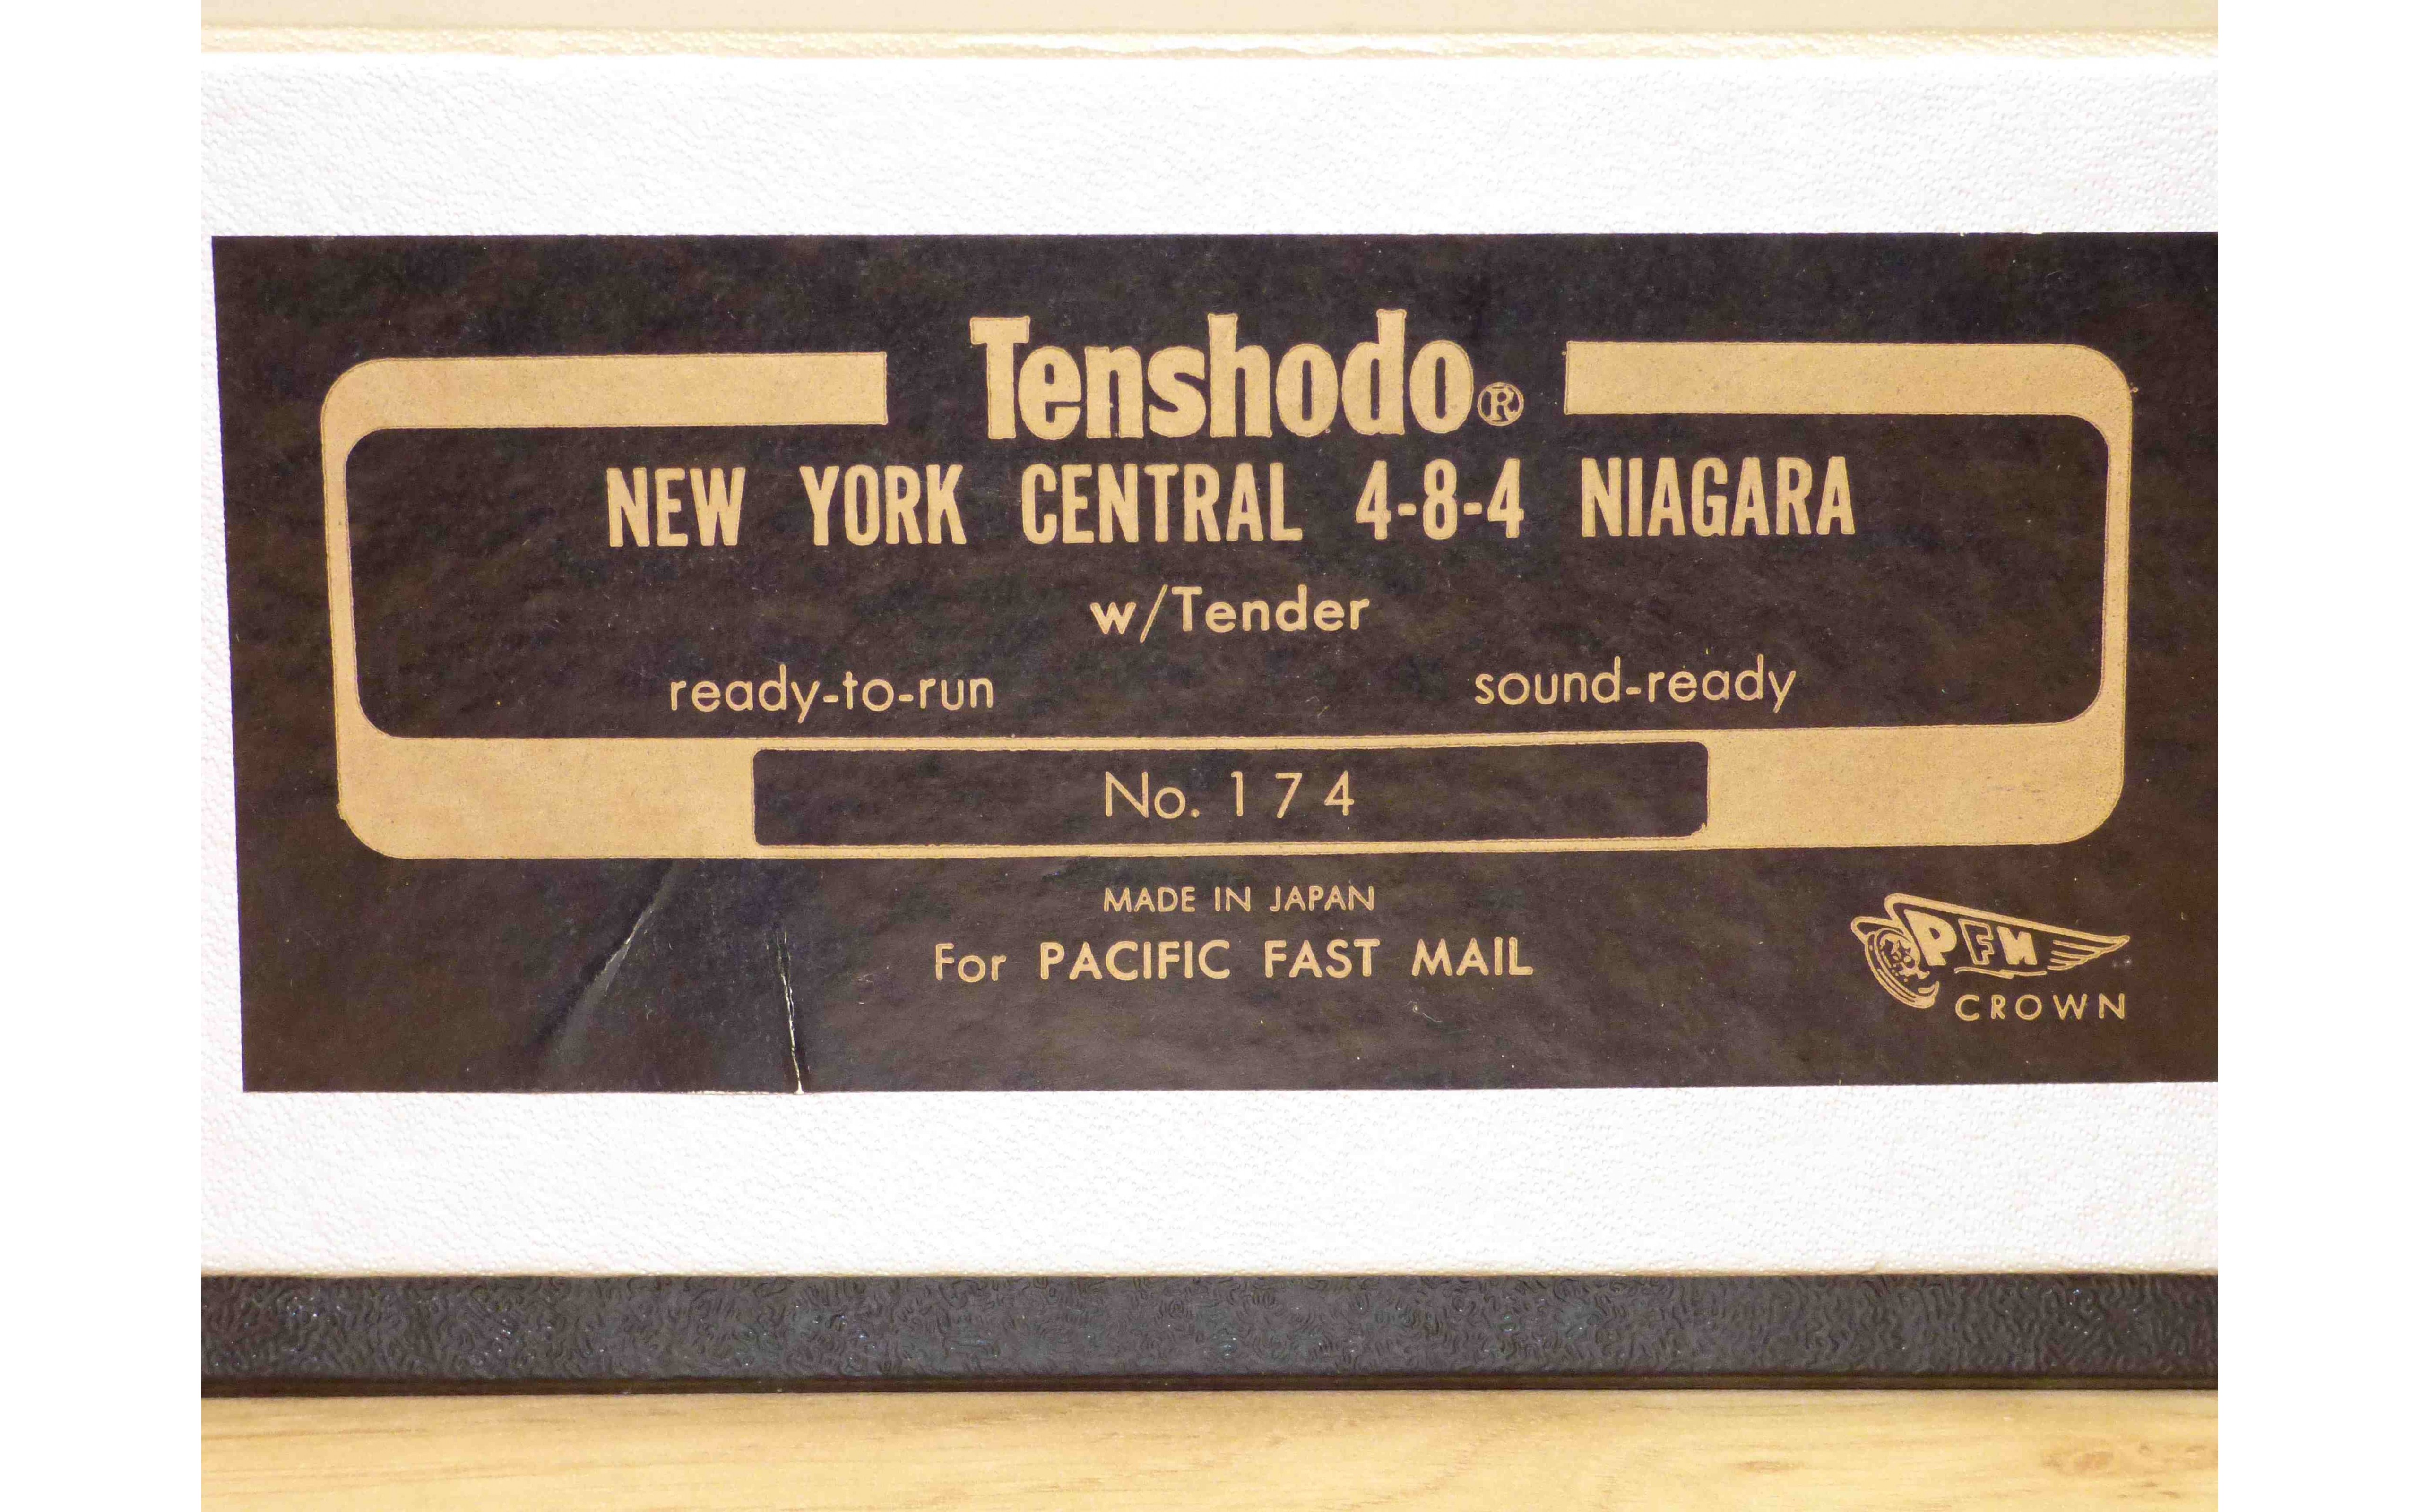 Tenshodo®
NEW YORK CENTRAL 4-8-4 NIAGARA
w/Tender
ready-to-run sound-ready
No. 174
MADE IN JAPAN
For PACIFIC FAST MAIL
PFM
CROWN